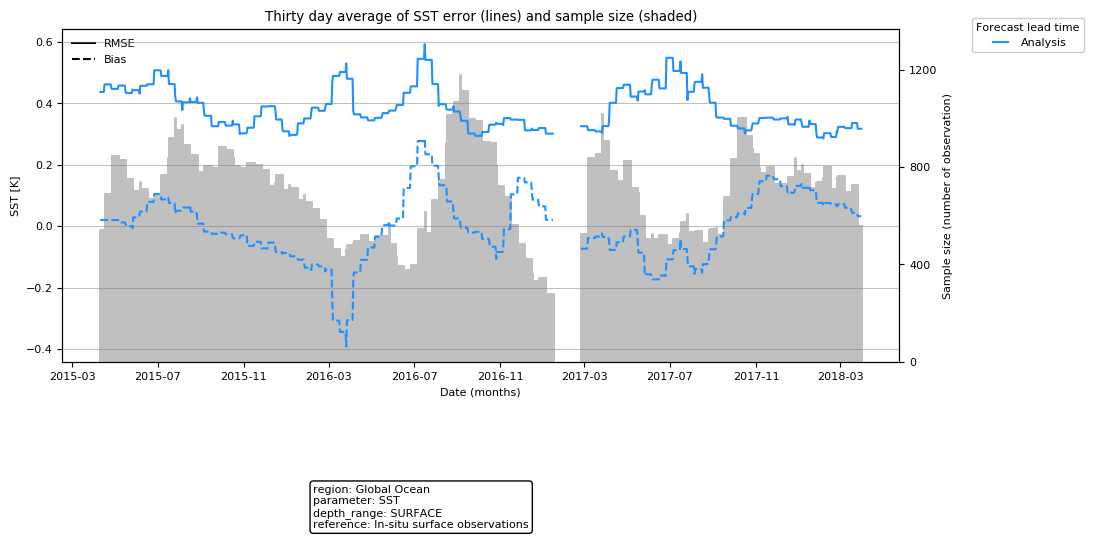 Thirty day average of SST error (lines) and sample size (shaded)
Forecast lead time
Analysis
RMSE
Bias
SST [K]
0.6
0.4
0.2
0.0
−0.2
−0.4
1200
800
400
0
Sample size (number of observation)
2015-03 2015-07 2015-11 2016-03 2016-07 2016-11 2017-03 2017-07 2017-11 2018-03
Date (months)
region: Global Ocean
parameter: SST
depth_range: SURFACE
reference: In-situ surface observations